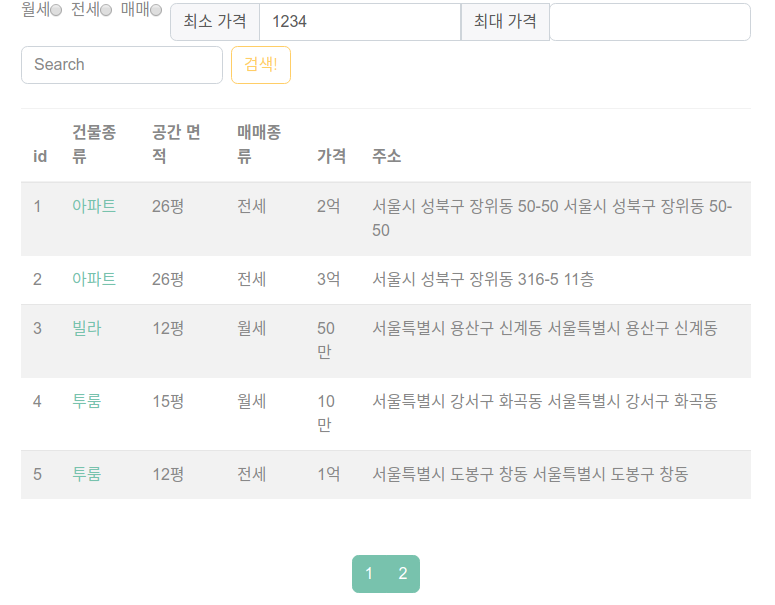 월세 전세 매매 최소 가격 1234 최대 가격
Search 검색!
건물종 공간 면 매매종
id 류 적 류 가격 주소
1 아파트 26평 전세 2억 서울시 성북구 장위동 50-50 서울시 성북구 장위동 50-
50
2 아파트 26평 전세 3억 서울시 성북구 장위동 316-5 11층
3 빌라 12평 월세 50 서울특별시 용산구 신계동 서울특별시 용산구 신계동
만
4 투룸 15평 월세 10 서울특별시 강서구 화곡동 서울특별시 강서구 화곡동
만
5 투룸 12평 전세 1억 서울특별시 도봉구 창동 서울특별시 도봉구 창동
1 2